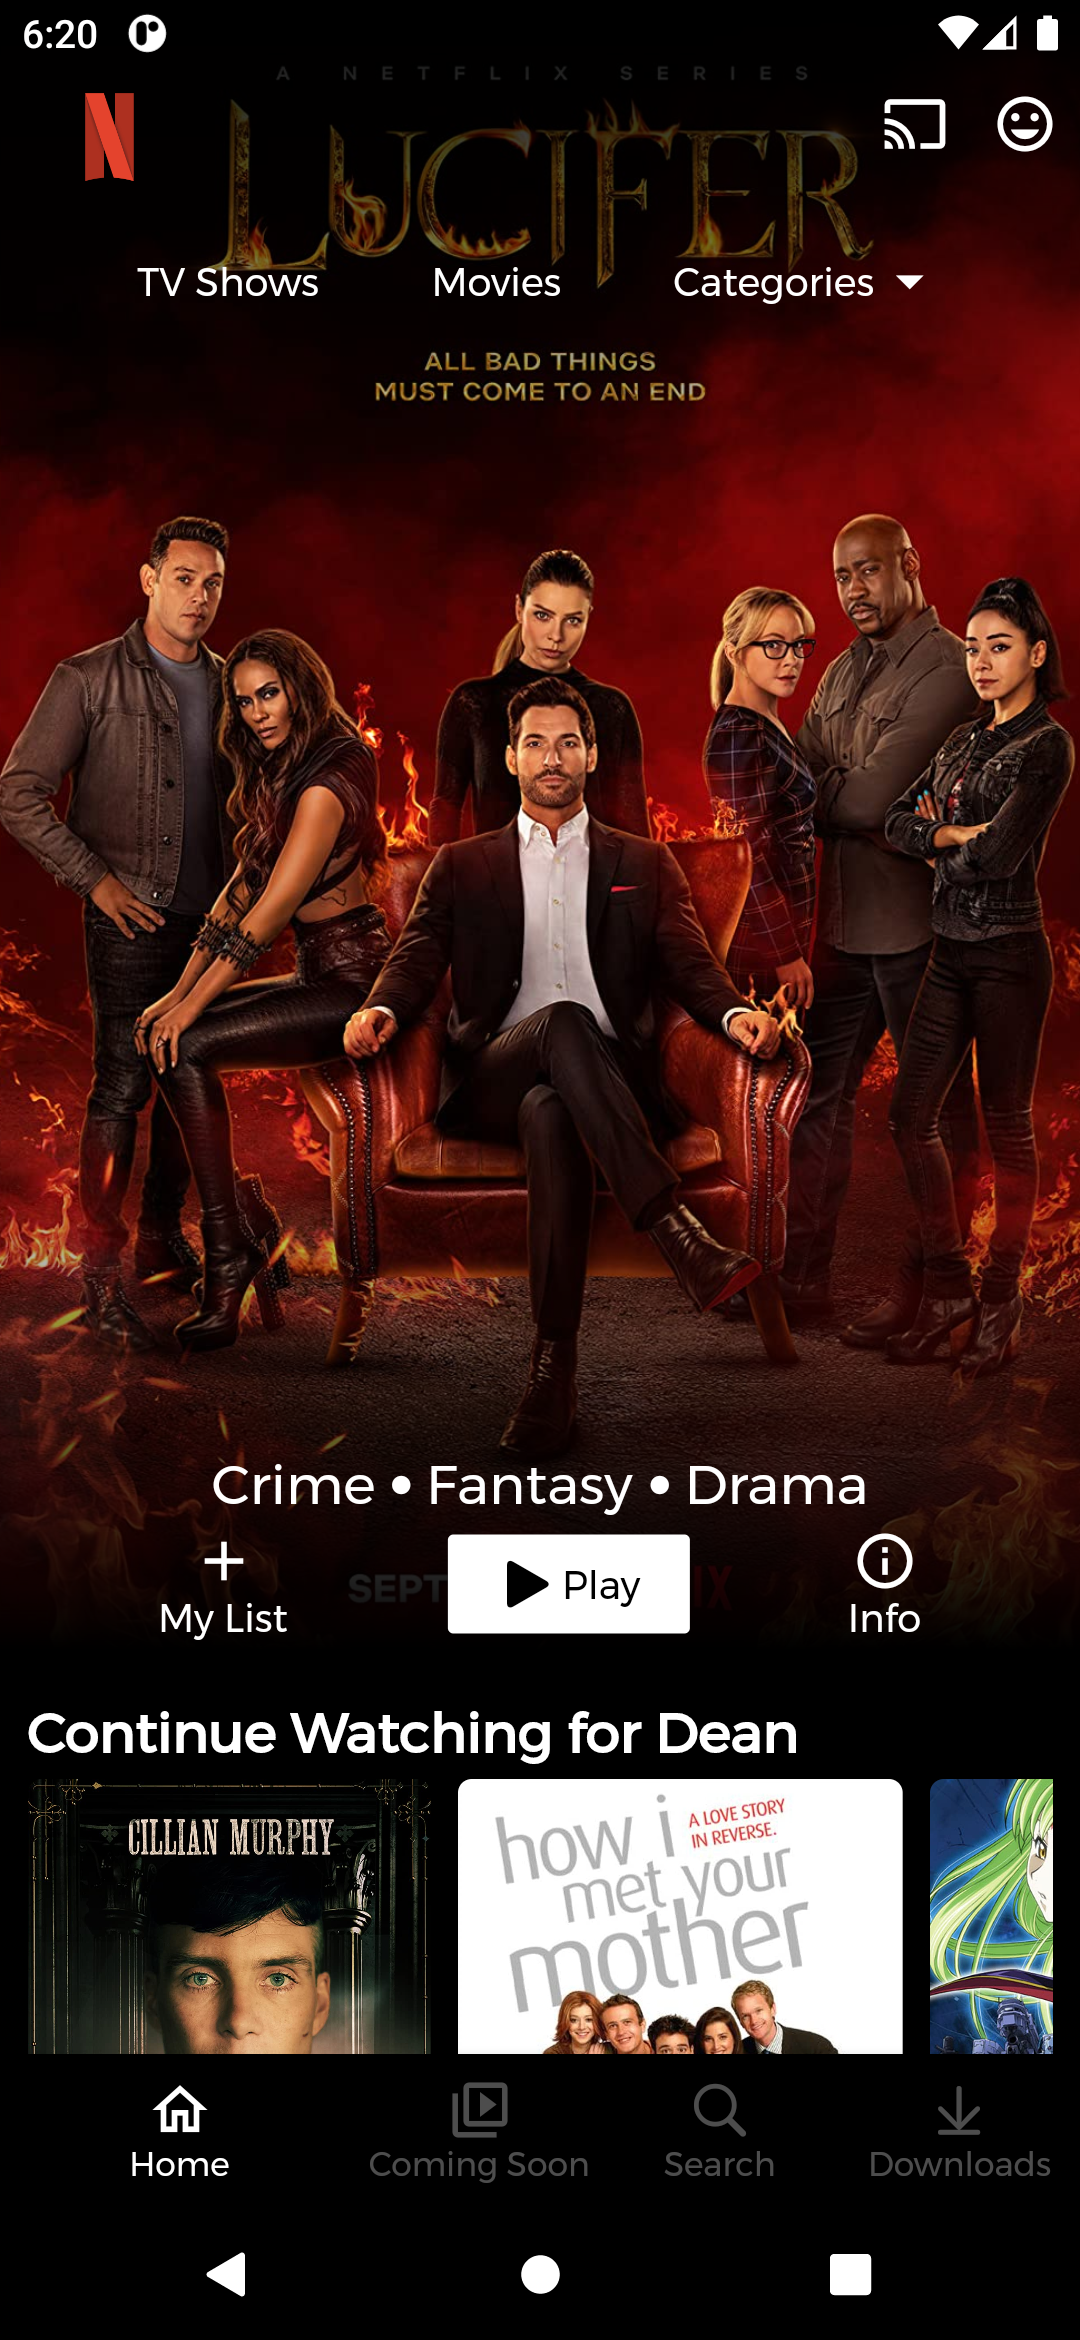 6:20
A NETFLIX SERIES
LUCIFER
TV Shows Movies Categories
ALL BAD THINGS
MUST COME TO AN END
Crime • Fantasy • Drama
My List
SEPT
Play
Info
Continue Watching for Dean
CILLIAN MURPHY
how i met your mother
A LOVE STORY
IN REVERSE.
Home Coming Soon Search Downloads